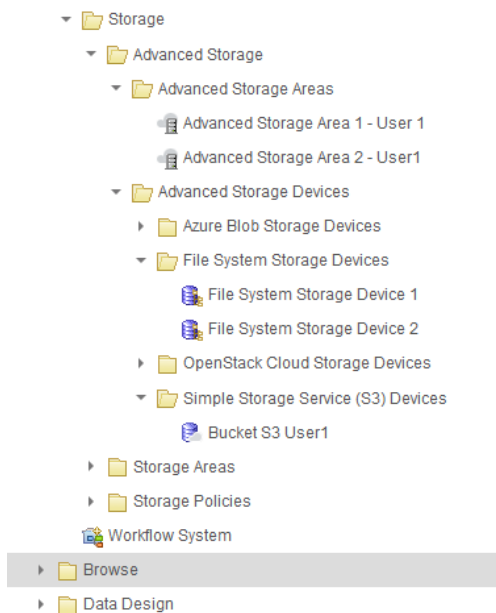 Storage
Advanced Storage
Advanced Storage Areas
Advanced Storage Area 1 - User 1
Advanced Storage Area 2 - User1
Advanced Storage Devices
Azure Blob Storage Devices
File System Storage Devices
File System Storage Device 1
File System Storage Device 2
OpenStack Cloud Storage Devices
Simple Storage Service (S3) Devices
Bucket S3 User1
Storage Areas
Storage Policies
Workflow System
Browse
Data Design